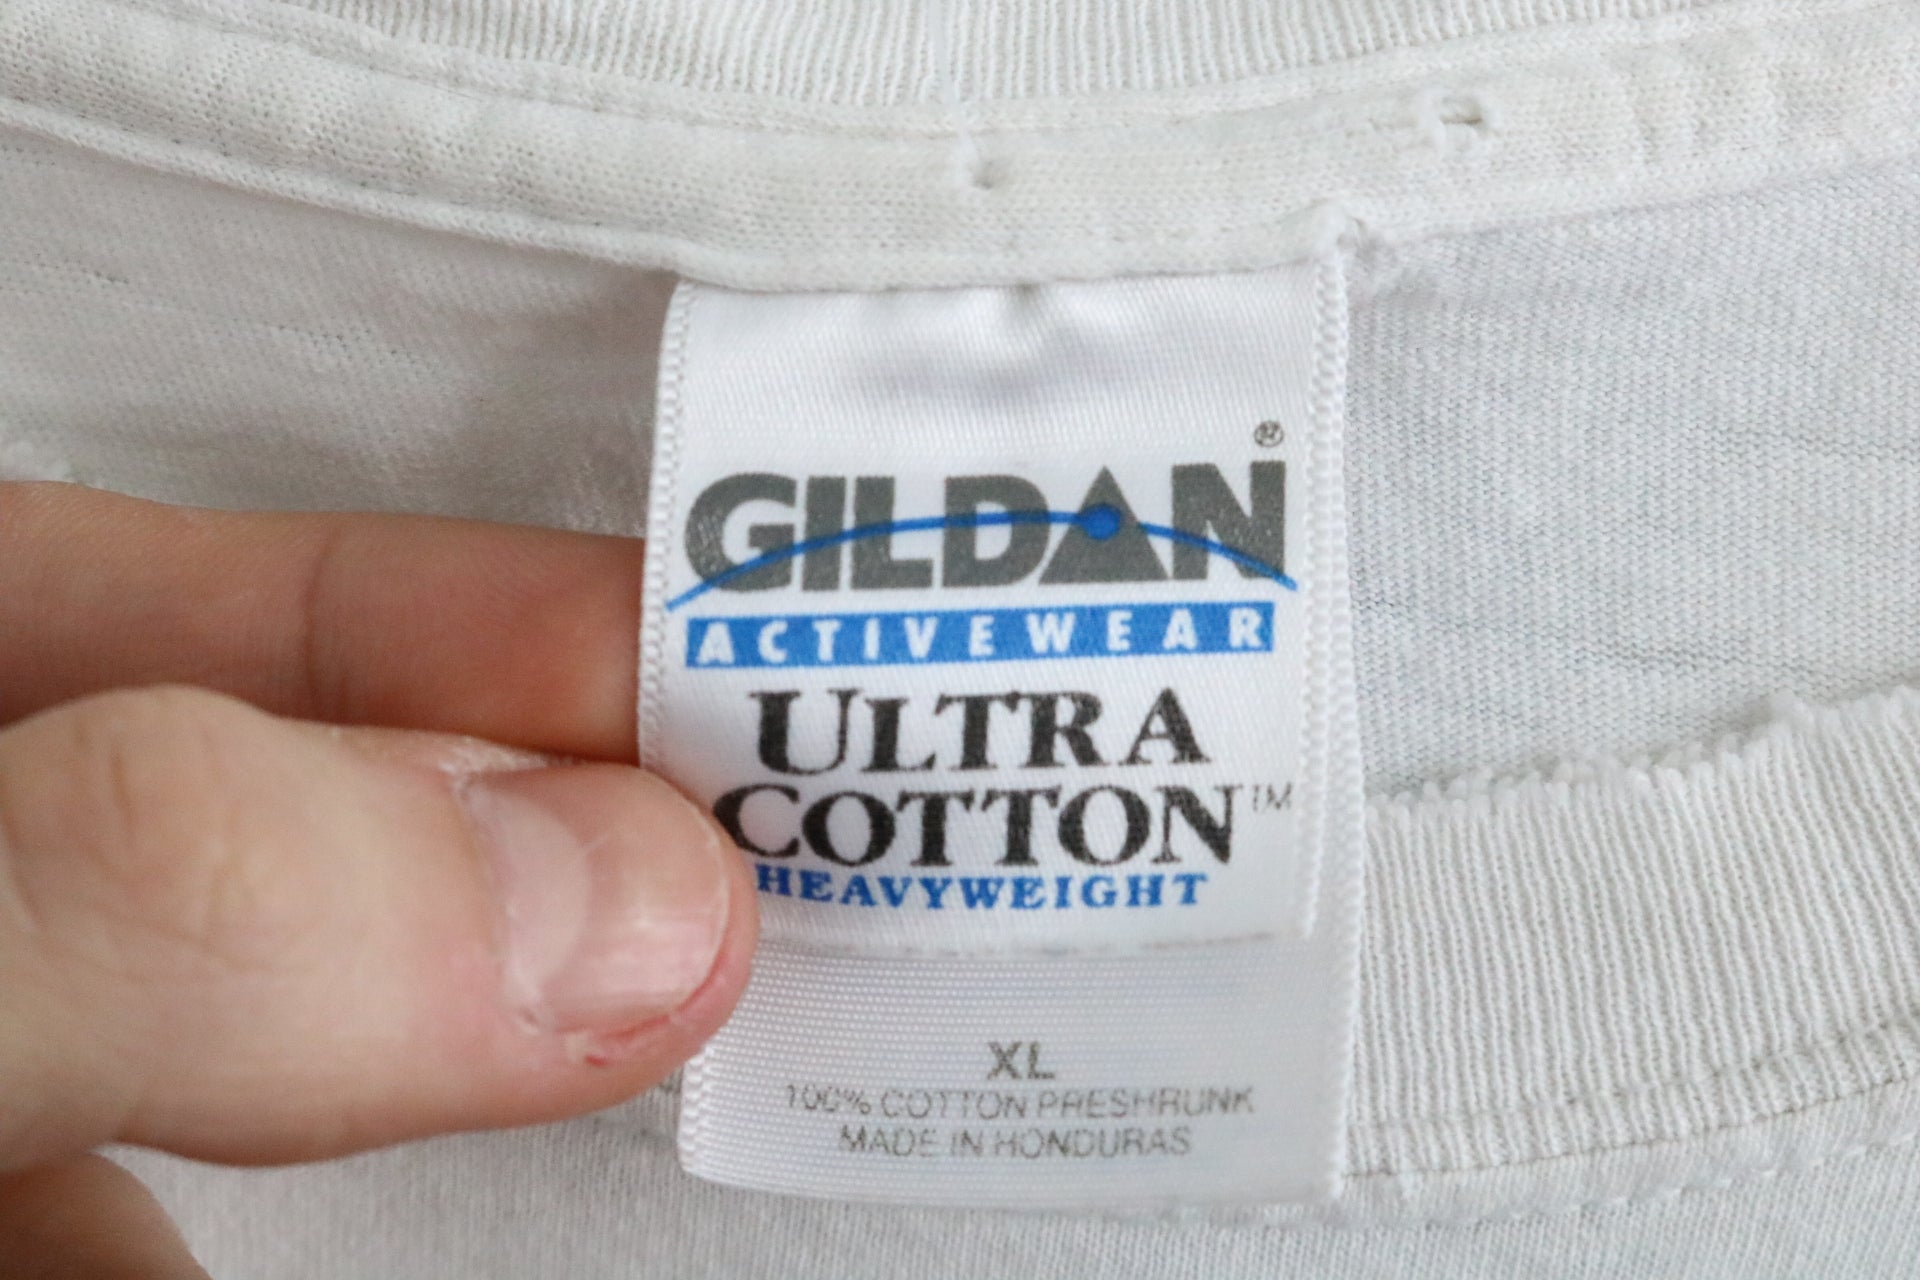 GILDAN®
ACTIVEWEAR
ULTRA
COTTON™
HEAVYWEIGHT
XL
100% COTTON PRESHRUNK
MADE IN HONDURAS